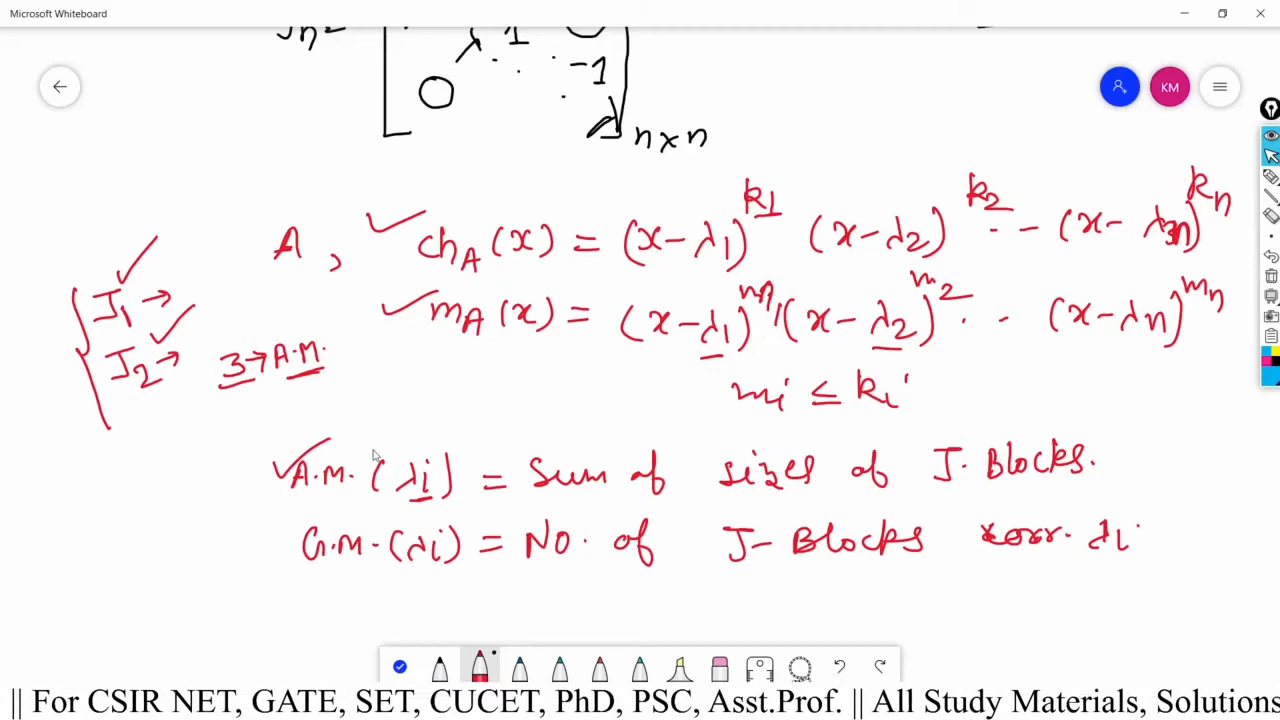 Microsoft Whiteboard
λ 1
-1
λ n×n
KM
A, ch_A(x) = (x-λ1)^k1 (x-λ2)^k2 .. - (x-λn)^kn
J1 →
m_A(x) = (x-λ1)^m1 (x-λ2)^m2 .. - (x-λn)^mn
J2 → 3→A.M.
mi ≤ ki
A.M. (λi) = Sum of sizes of J-Blocks.
G.M.(λi) = No. of J-Blocks corr. λi
|| For CSIR NET, GATE, SET, CUCET, PhD, PSC, Asst.Prof. || All Study Materials, Solutions